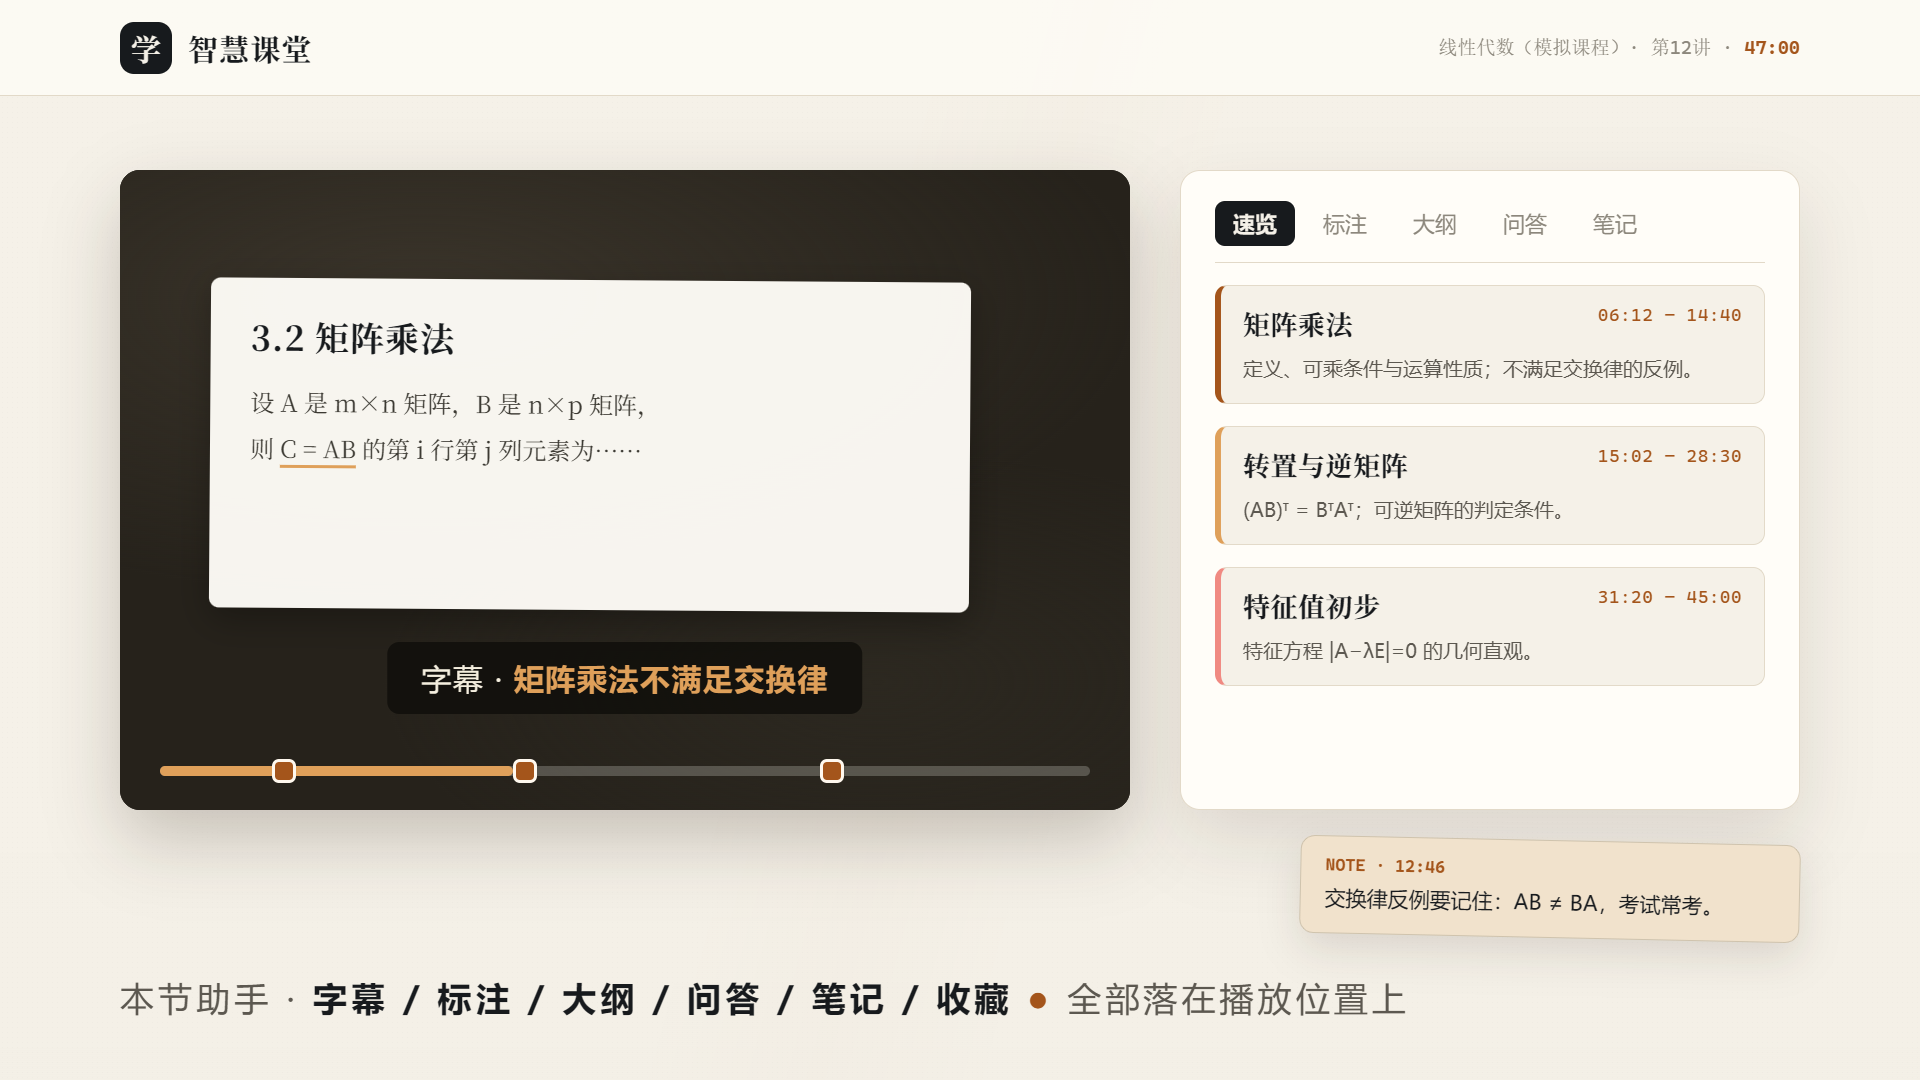 学 智慧课堂
线性代数（模拟课程）· 第12讲 · 47:00
3.2 矩阵乘法
设 A 是 m×n 矩阵，B 是 n×p 矩阵，
则 C = AB 的第 i 行第 j 列元素为……
字幕 · 矩阵乘法不满足交换律
速览 标注 大纲 问答 笔记
矩阵乘法 06:12 – 14:40
定义、可乘条件与运算性质；不满足交换律的反例。
转置与逆矩阵 15:02 – 28:30
(AB)ᵀ = BᵀAᵀ；可逆矩阵的判定条件。
特征值初步 31:20 – 45:00
特征方程 |A−λE|=0 的几何直观。
NOTE · 12:46
交换律反例要记住：AB ≠ BA，考试常考。
本节助手 · 字幕 / 标注 / 大纲 / 问答 / 笔记 / 收藏 ● 全部落在播放位置上